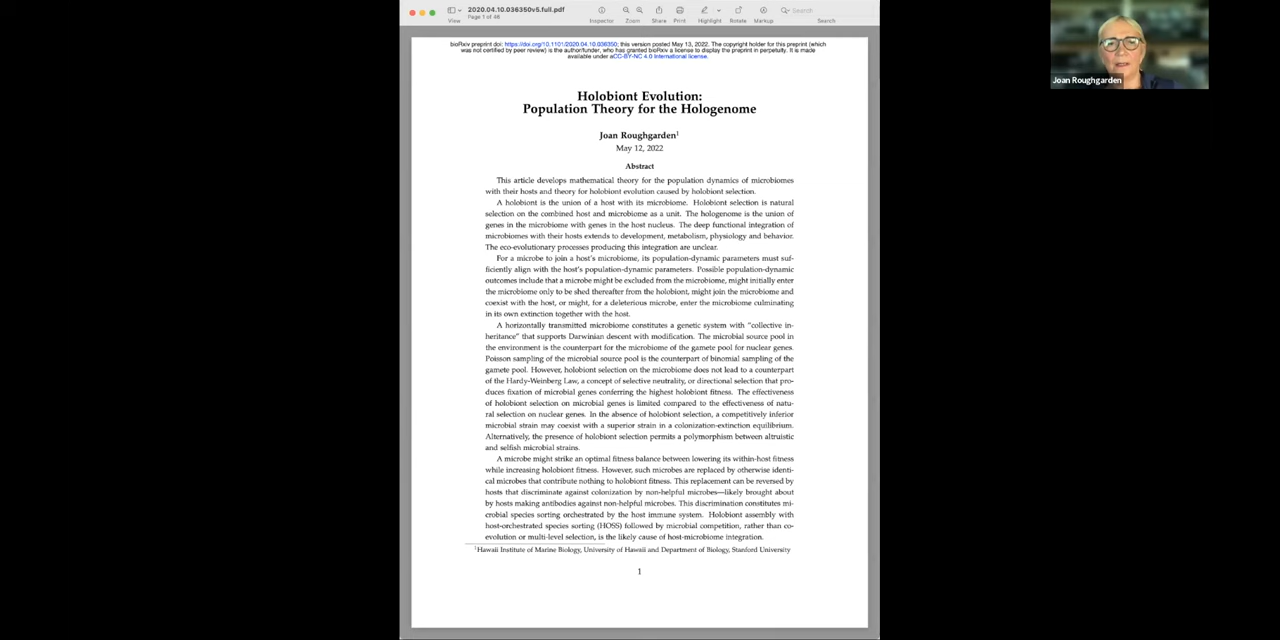 2020.04.10.036350v5.full.pdf
Page 1 of 48
View
Inspector
Zoom
Share
Print
Highlight
Rotate
Markup
Search
Search
bioRxiv preprint doi: https://doi.org/10.1101/2020.04.10.036350; this version posted May 13, 2022. The copyright holder for this preprint (which
was not certified by peer review) is the author/funder, who has granted bioRxiv a license to display the preprint in perpetuity. It is made
available under aCC-BY-NC 4.0 International license.
Holobiont Evolution:
Population Theory for the Hologenome
Joan Roughgarden1
May 12, 2022
Abstract
This article develops mathematical theory for the population dynamics of microbiomes
with their hosts and theory for holobiont evolution caused by holobiont selection.
A holobiont is the union of a host with its microbiome. Holobiont selection is natural
selection on the combined host and microbiome as a unit. The hologenome is the union of
genes in the microbiome with genes in the host nucleus. The deep functional integration of
microbiomes with their hosts extends to development, metabolism, physiology and behavior.
The eco-evolutionary processes producing this integration are unclear.
For a microbe to join a host's microbiome, its population-dynamic parameters must suf-
ficiently align with the host's population-dynamic parameters. Possible population-dynamic
outcomes include that a microbe might be excluded from the microbiome, might initially enter
the microbiome only to be shed thereafter from the holobiont, might join the microbiome and
coexist with the host, or might, for a deleterious microbe, enter the microbiome culminating
in its own extinction together with the host.
A horizontally transmitted microbiome constitutes a genetic system with "collective in-
heritance" that supports Darwinian descent with modification. The microbial source pool in
the environment is the counterpart for the microbiome of the gamete pool for nuclear genes.
Poisson sampling of the microbial source pool is the counterpart of binomial sampling of the
gamete pool. However, holobiont selection on the microbiome does not lead to a counterpart
of the Hardy-Weinberg Law, a concept of selective neutrality, or directional selection that pro-
duces fixation of microbial genes conferring the highest holobiont fitness. The effectiveness
of holobiont selection on microbial genes is limited compared to the effectiveness of natu-
ral selection on nuclear genes. In the absence of holobiont selection, a competitively inferior
microbial strain may coexist with a superior strain in a colonization-extinction equilibrium.
Alternatively, the presence of holobiont selection permits a polymorphism between altruistic
and selfish microbial strains.
A microbe might strike an optimal fitness balance between lowering its within-host fitness
while increasing holobiont fitness. However, such microbes are replaced by otherwise identi-
cal microbes that contribute nothing to holobiont fitness. This replacement can be reversed by
hosts that discriminate against colonization by non-helpful microbes—likely brought about
by hosts making antibodies against non-helpful microbes. This discrimination constitutes mi-
crobial species sorting orchestrated by the host immune system. Holobiont assembly with
host-orchestrated species sorting (HOSS) followed by microbial competition, rather than co-
evolution or multi-level selection, is the likely cause of host-microbiome integration.
1Hawaii Institute of Marine Biology, University of Hawaii and Department of Biology, Stanford University
1
Joan Roughgarden